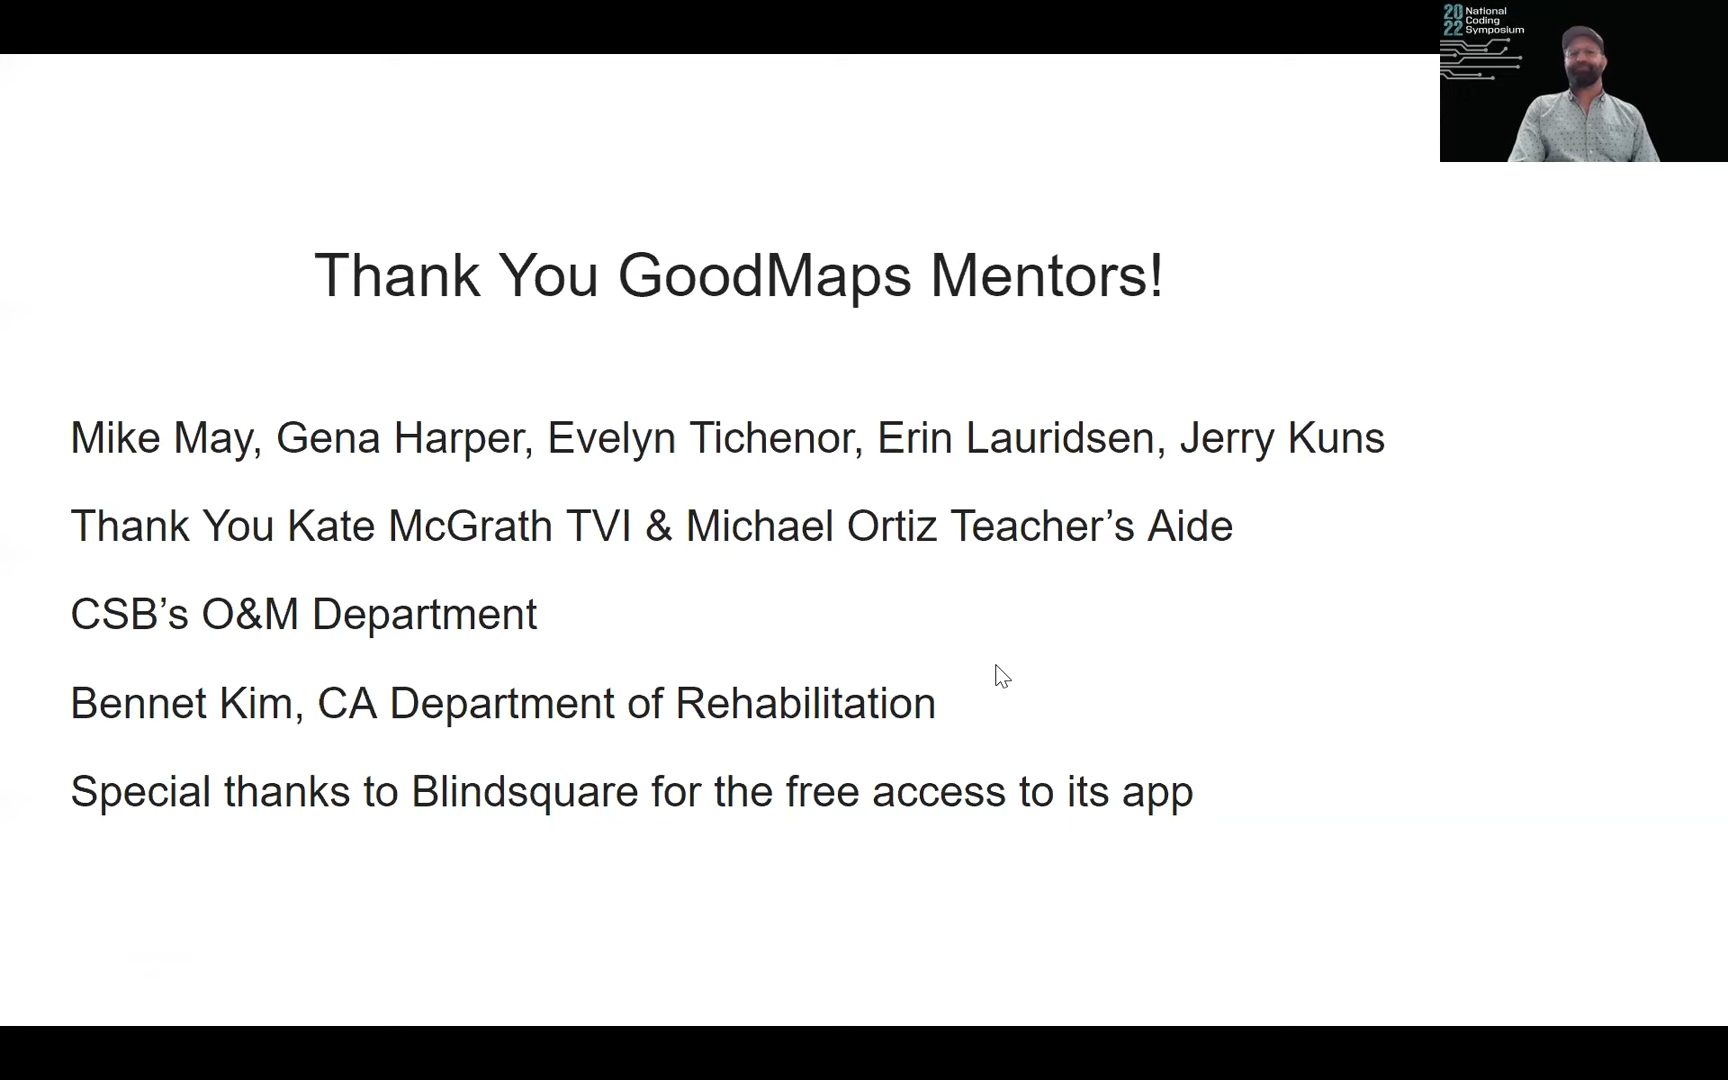 20
22
National
Coding
Symposium
Thank You GoodMaps Mentors!
Mike May, Gena Harper, Evelyn Tichenor, Erin Lauridsen, Jerry Kuns
Thank You Kate McGrath TVI & Michael Ortiz Teacher’s Aide
CSB’s O&M Department
Bennet Kim, CA Department of Rehabilitation
Special thanks to Blindsquare for the free access to its app